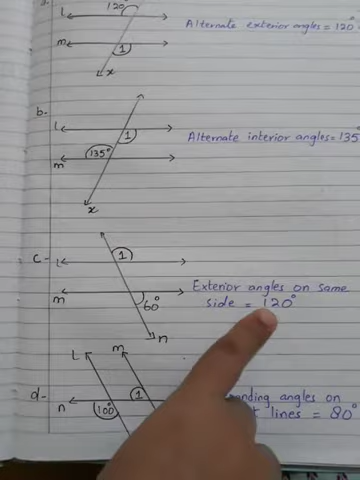 120°
l
Alternate exterior angles = 120°
m
1
x
b-
l
1
Alternate interior angles = 135°
135°
m
x
c-
1
l
Exterior angles on same
m
side = 120°
60°
n
L
m
d-
1
angles on
n
100°
lines = 80°